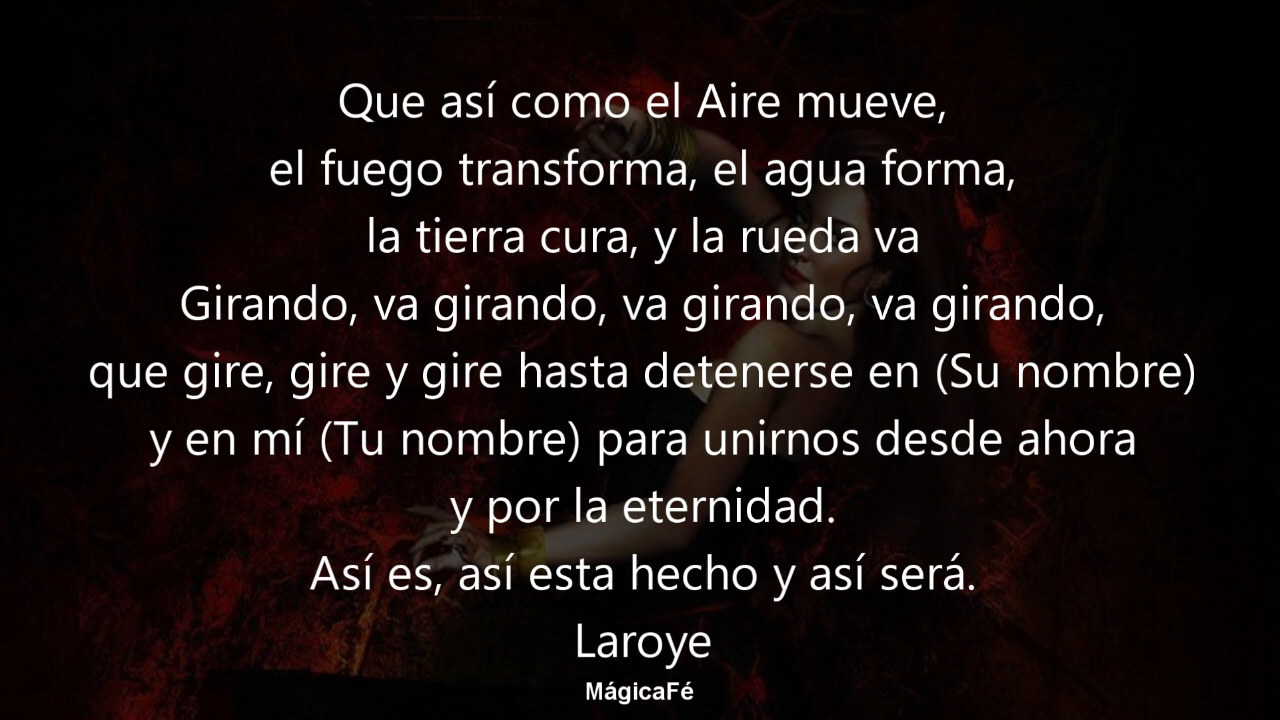 Que así como el Aire mueve,
el fuego transforma, el agua forma,
la tierra cura, y la rueda va
Girando, va girando, va girando, va girando,
que gire, gire y gire hasta detenerse en (Su nombre)
y en mí (Tu nombre) para unirnos desde ahora
y por la eternidad.
Así es, así esta hecho y así será.
Laroye
MágicaFé